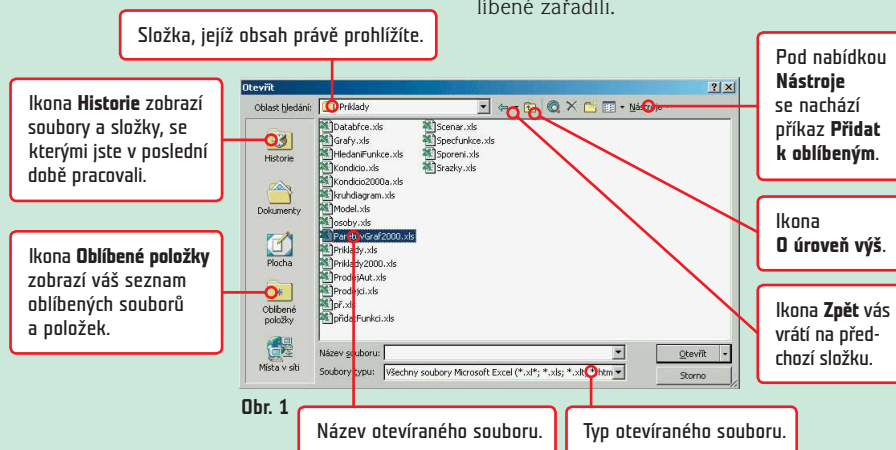 líbené zařadili.
Složka, jejíž obsah právě prohlížíte.
Ikona Historie zobrazí
soubory a složky, se
kterými jste v poslední
době pracovali.
Ikona Oblíbené položky
zobrazí váš seznam
oblíbených souborů
a položek.
Otevřít
Oblast hledání:
Priklady
Nástroje
Historie
Dokumenty
Plocha
Oblíbené
položky
Místa v síti
Databfce.xls
Grafy.xls
HledaniFunkce.xls
Kondicio.xls
Kondicio2000a.xls
kruhdiagram.xls
Model.xls
osoby.xls
Priklady.xls
Priklady2000.xls
ProdejAut.xls
Prodejci.xls
př.xls
přidatFunkci.xls
Scenar.xls
Specfunkce.xls
Sporeni.xls
Srazky.xls
Název souboru:
Otevřít
Soubory typu:
Všechny soubory Microsoft Excel (*.xl*; *.xls; *.xlt; *.htm
Storno
Pod nabídkou
Nástroje
se nachází
příkaz Přidat
k oblíbeným.
Ikona
O úroveň výš.
Ikona Zpět vás
vrátí na před-
chozí složku.
Obr. 1
Název otevíraného souboru.
Typ otevíraného souboru.